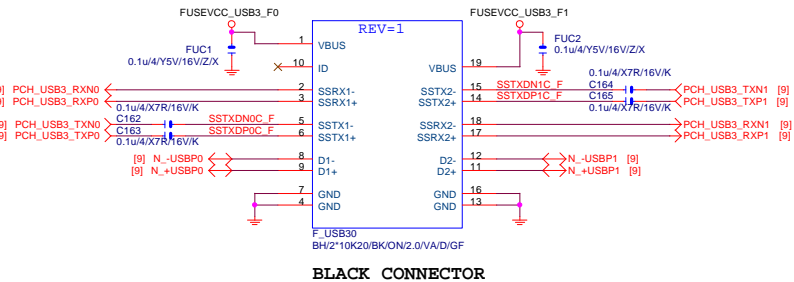 FUSEVCC_USB3_F0
FUSEVCC_USB3_F1
REV=1
FUC1
0.1u/4/Y5V/16V/Z/X
1 VBUS
10 ID
VBUS 19
FUC2
0.1u/4/Y5V/16V/Z/X
9] PCH_USB3_RXN0 2 SSRX1-
9] PCH_USB3_RXP0 3 SSRX1+
0.1u/4/X7R/16V/K
9] PCH_USB3_TXN0 C162 SSTXDN0C_F 5 SSTX1-
9] PCH_USB3_TXP0 C163 SSTXDP0C_F 6 SSTX1+
0.1u/4/X7R/16V/K
[9] N_-USBP0 8 D1-
[9] N_+USBP0 9 D1+
7 GND
4 GND
0.1u/4/X7R/16V/K
SSTX2- 15 SSTXDN1C_F C164 PCH_USB3_TXN1 [9]
SSTX2+ 14 SSTXDP1C_F C165 PCH_USB3_TXP1 [9]
0.1u/4/X7R/16V/K
SSRX2- 18 PCH_USB3_RXN1 [9]
SSRX2+ 17 PCH_USB3_RXP1 [9]
D2- 12 N_-USBP1 [9]
D2+ 11 N_+USBP1 [9]
GND 16
GND 13
F_USB30
BH/2*10K20/BK/ON/2.0/VA/D/GF
BLACK CONNECTOR